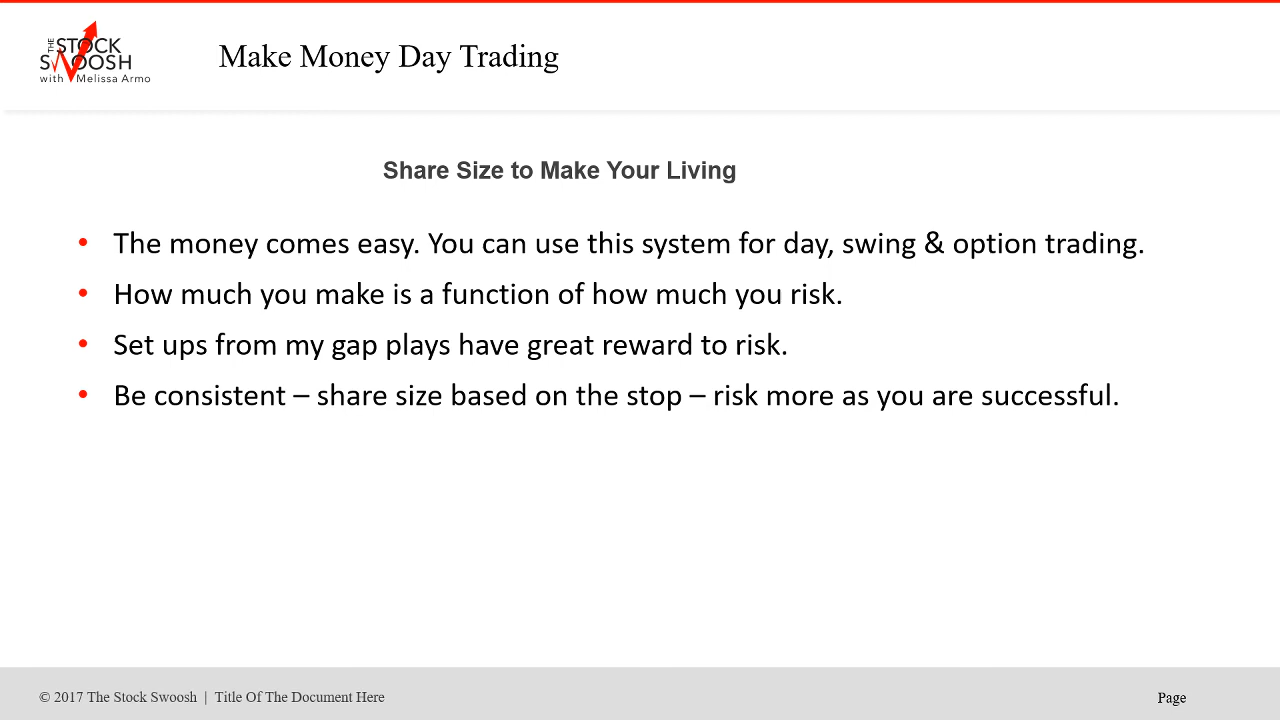 THE STOCK
SWOOSH
with Melissa Armo
Make Money Day Trading
Share Size to Make Your Living
• The money comes easy. You can use this system for day, swing & option trading.
• How much you make is a function of how much you risk.
• Set ups from my gap plays have great reward to risk.
• Be consistent – share size based on the stop – risk more as you are successful.
© 2017 The Stock Swoosh | Title Of The Document Here
Page